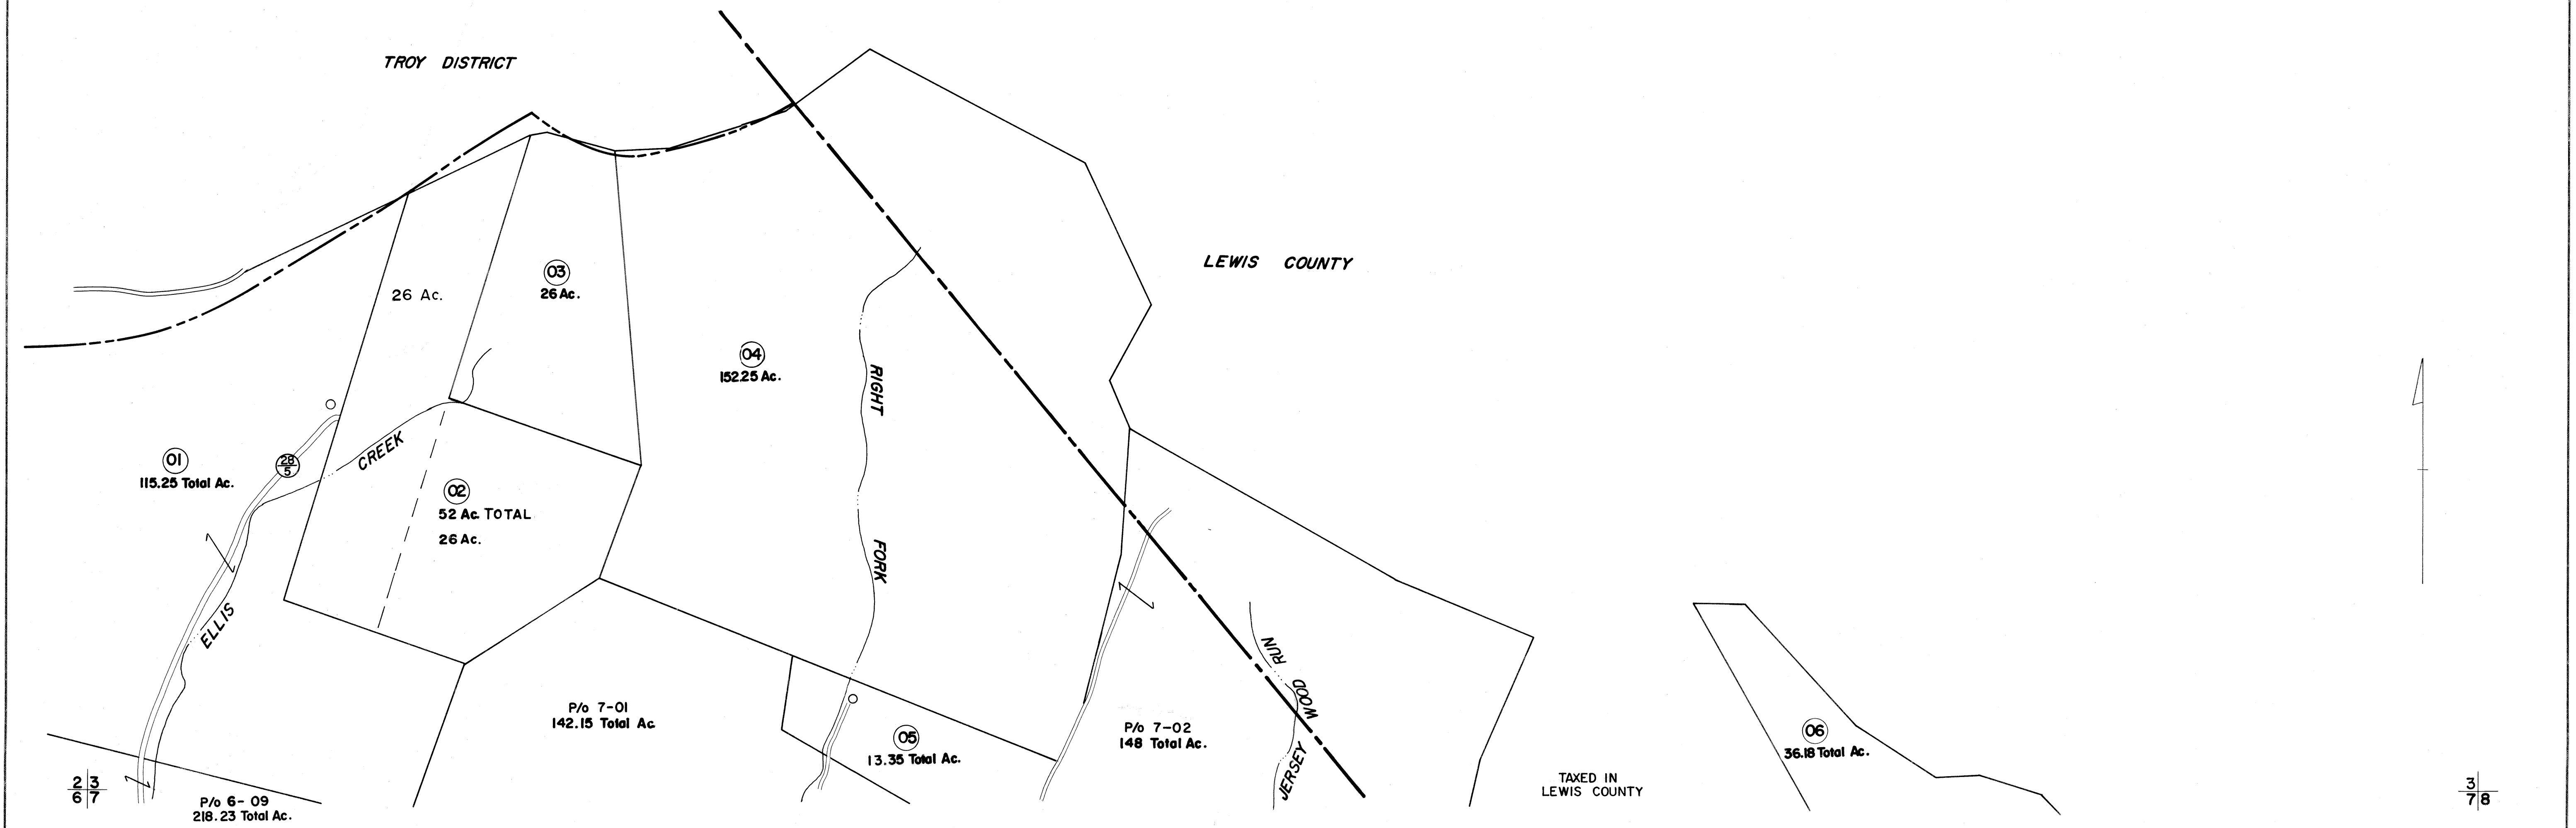 TROY DISTRICT
LEWIS COUNTY
26 Ac.
03
26 Ac.
04
152.25 Ac.
RIGHT
FORK
01
115.25 Total Ac.
28
5
CREEK
ELLIS
02
52 Ac. TOTAL
26 Ac.
P/o 7-01
142.15 Total Ac
05
13.35 Total Ac.
P/o 7-02
148 Total Ac.
RUN
WOOD
JERSEY
TAXED IN
LEWIS COUNTY
06
36.18 Total Ac.
2 3
6 7
P/o 6-09
218.23 Total Ac.
3
7 8